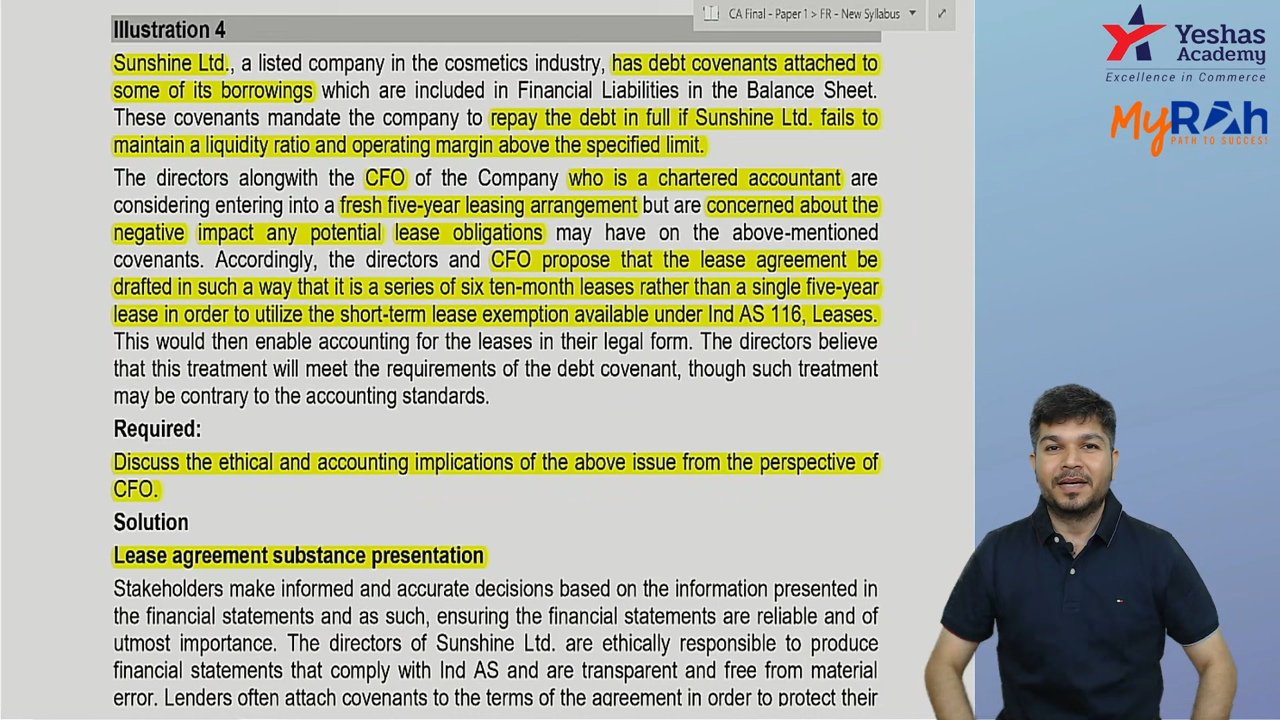 CA Final - Paper 1 > FR - New Syllabus
Illustration 4
Sunshine Ltd., a listed company in the cosmetics industry, has debt covenants attached to
some of its borrowings which are included in Financial Liabilities in the Balance Sheet.
These covenants mandate the company to repay the debt in full if Sunshine Ltd. fails to
maintain a liquidity ratio and operating margin above the specified limit.
The directors alongwith the CFO of the Company who is a chartered accountant are
considering entering into a fresh five-year leasing arrangement but are concerned about the
negative impact any potential lease obligations may have on the above-mentioned
covenants. Accordingly, the directors and CFO propose that the lease agreement be
drafted in such a way that it is a series of six ten-month leases rather than a single five-year
lease in order to utilize the short-term lease exemption available under Ind AS 116, Leases.
This would then enable accounting for the leases in their legal form. The directors believe
that this treatment will meet the requirements of the debt covenant, though such treatment
may be contrary to the accounting standards.
Required:
Discuss the ethical and accounting implications of the above issue from the perspective of
CFO.
Solution
Lease agreement substance presentation
Stakeholders make informed and accurate decisions based on the information presented in
the financial statements and as such, ensuring the financial statements are reliable and of
utmost importance. The directors of Sunshine Ltd. are ethically responsible to produce
financial statements that comply with Ind AS and are transparent and free from material
error. Lenders often attach covenants to the terms of the agreement in order to protect their
Yeshas
Academy
Excellence in Commerce
MyRAh
PATH TO SUCCESS